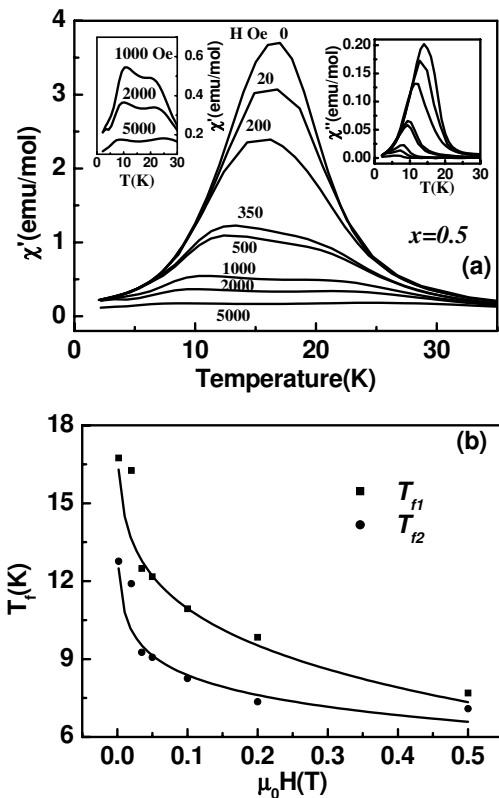 H Oe 0
20
200
350
500
1000
2000
5000
x=0.5
(a)
χ'(emu/mol)
4
3
2
1
0
0 10 20 30
Temperature(K)
1000 Oe
2000
5000
0.6
0.4
0.2
χ'(emu/mol)
0 10 20 30
T(K)
χ''(emu/mol)
0.20
0.15
0.10
0.05
0.00
0 10 20 30
T(K)
(b)
Tf1
Tf2
Tf(K)
18
15
12
9
6
0.0 0.1 0.2 0.3 0.4 0.5
μ0H(T)